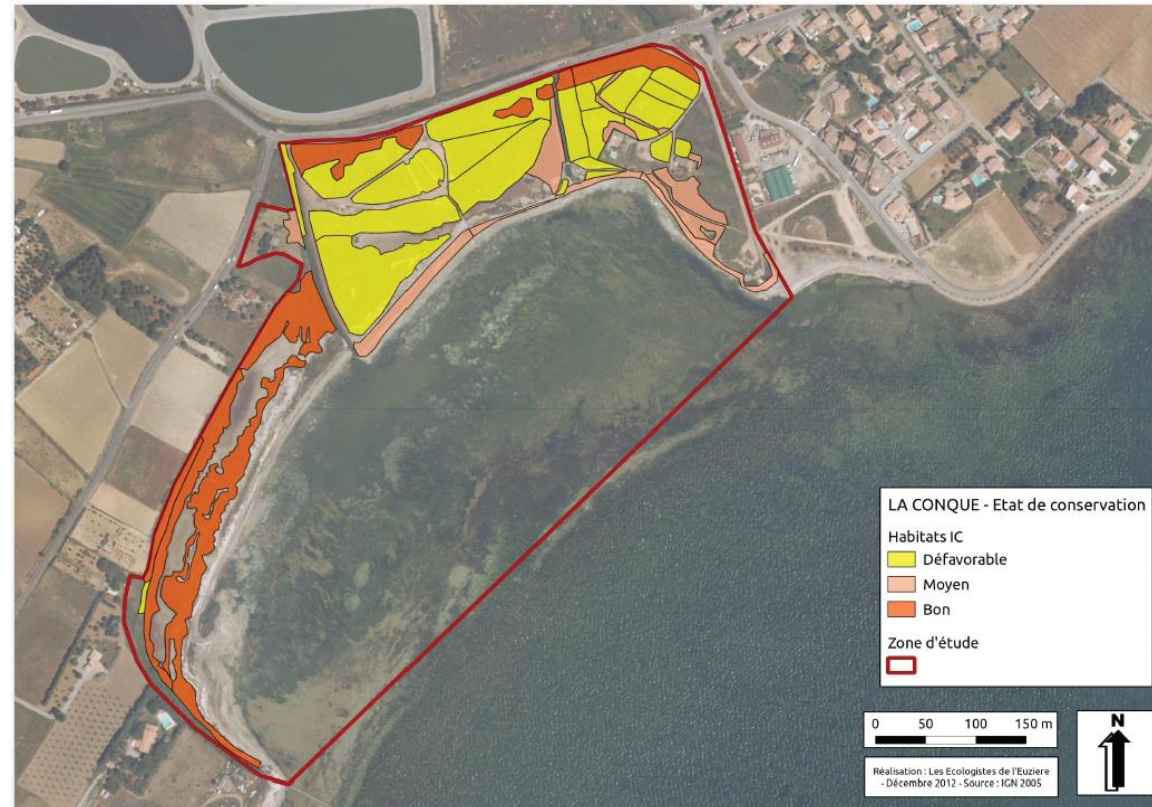 LA CONQUE - Etat de conservation
Habitats IC
Défavorable
Moyen
Bon
Zone d'étude
0 50 100 150 m
N
Réalisation : Les Ecologistes de l'Euziere
- Décembre 2012 - Source : IGN 2005